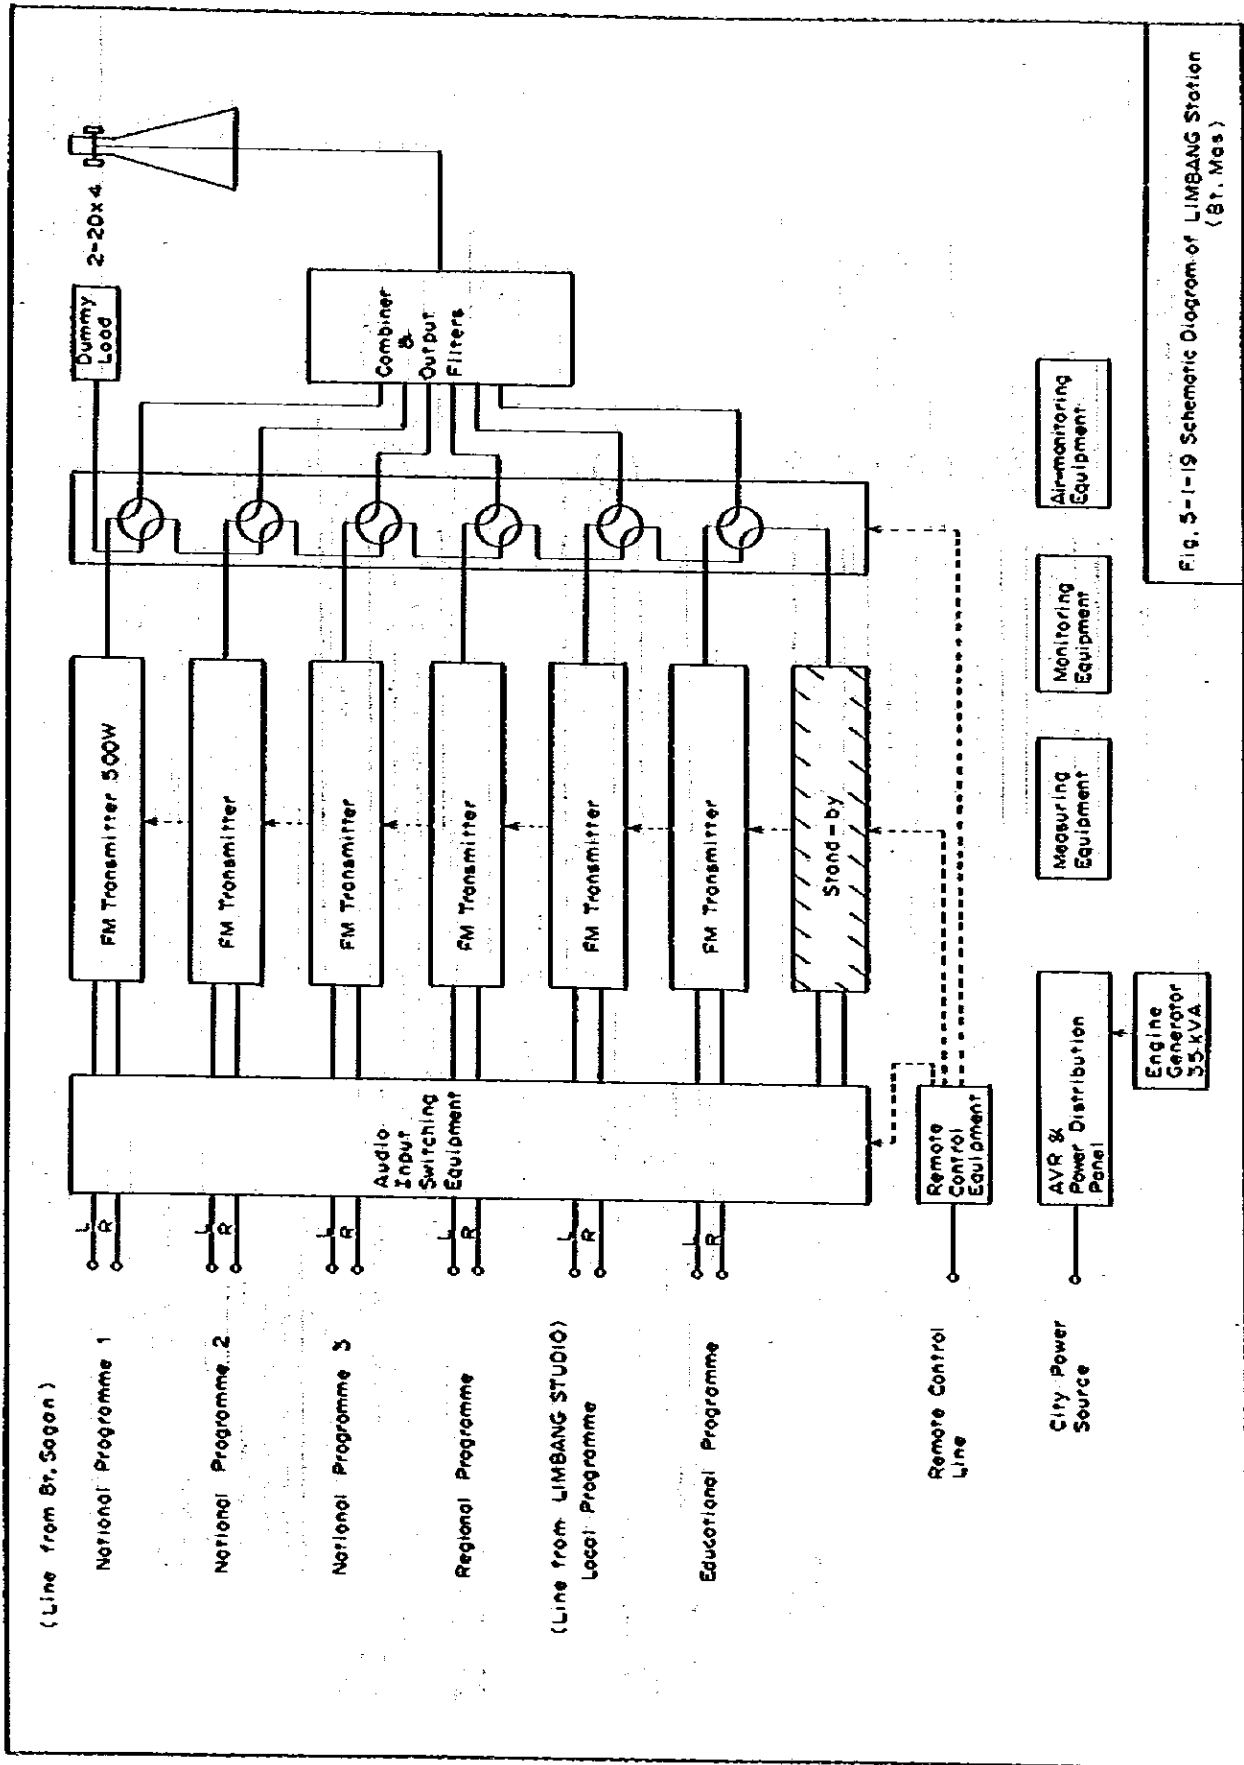 (Line from Bt. Sagan)
National Programme 1
National Programme 2
National Programme 3
Regional Programme
(Line from LIMBANG STUDIO)
Local Programme
Educational Programme
Remote Control
Line
City Power
Source
L
R
L
R
L
R
L
R
L
R
L
R
Audio
Input
Switching
Equipment
Remote
Control
Equipment
AVR &
Power Distribution
Panel
Engine
Generator
35 kVA
FM Transmitter 500W
FM Transmitter
FM Transmitter
FM Transmitter
FM Transmitter
FM Transmitter
Stand-by
Measuring
Equipment
Monitoring
Equipment
Air-monitoring
Equipment
Dummy
Load
2-20x4
Combiner
&
Output
Filters
Fig. 5-1-19 Schematic Diagram of LIMBANG Station
(Bt. Mas)